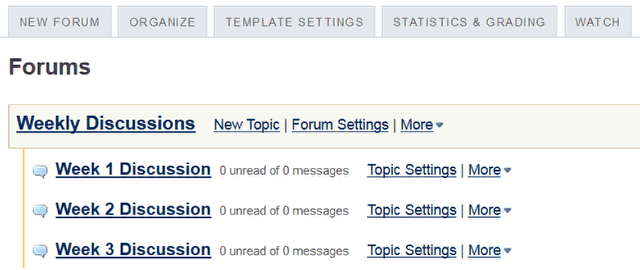 NEW FORUM ORGANIZE TEMPLATE SETTINGS STATISTICS & GRADING WATCH
Forums
Weekly Discussions New Topic | Forum Settings | More
Week 1 Discussion 0 unread of 0 messages Topic Settings | More
Week 2 Discussion 0 unread of 0 messages Topic Settings | More
Week 3 Discussion 0 unread of 0 messages Topic Settings | More